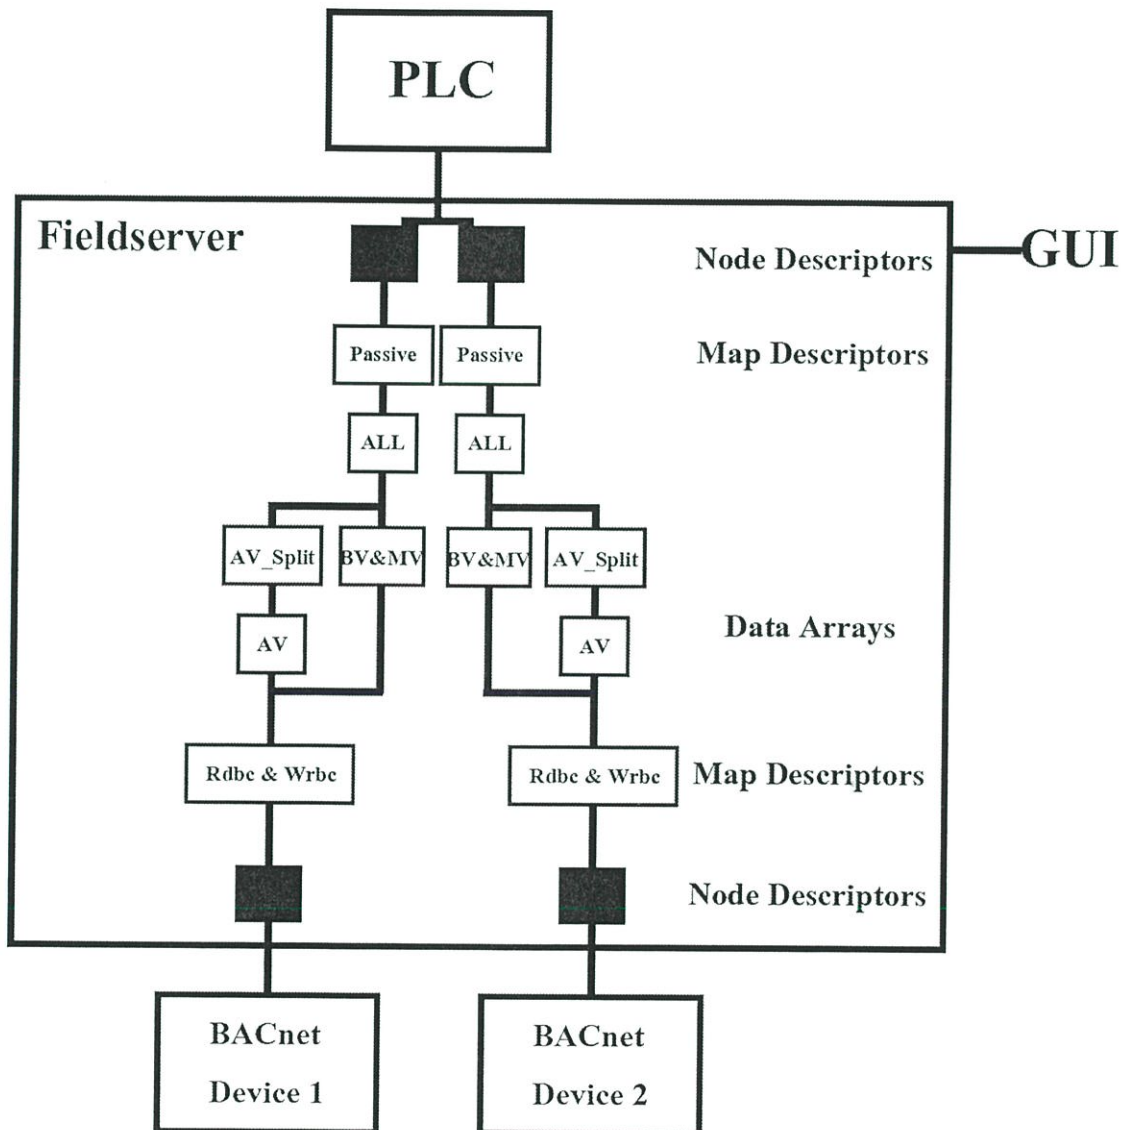 PLC
Fieldserver
Node Descriptors
GUI
Passive
Passive
Map Descriptors
ALL
ALL
AV_Split
BV&MV
BV&MV
AV_Split
AV
AV
Data Arrays
Rdbc & Wrbc
Rdbc & Wrbc
Map Descriptors
Node Descriptors
BACnet
Device 1
BACnet
Device 2